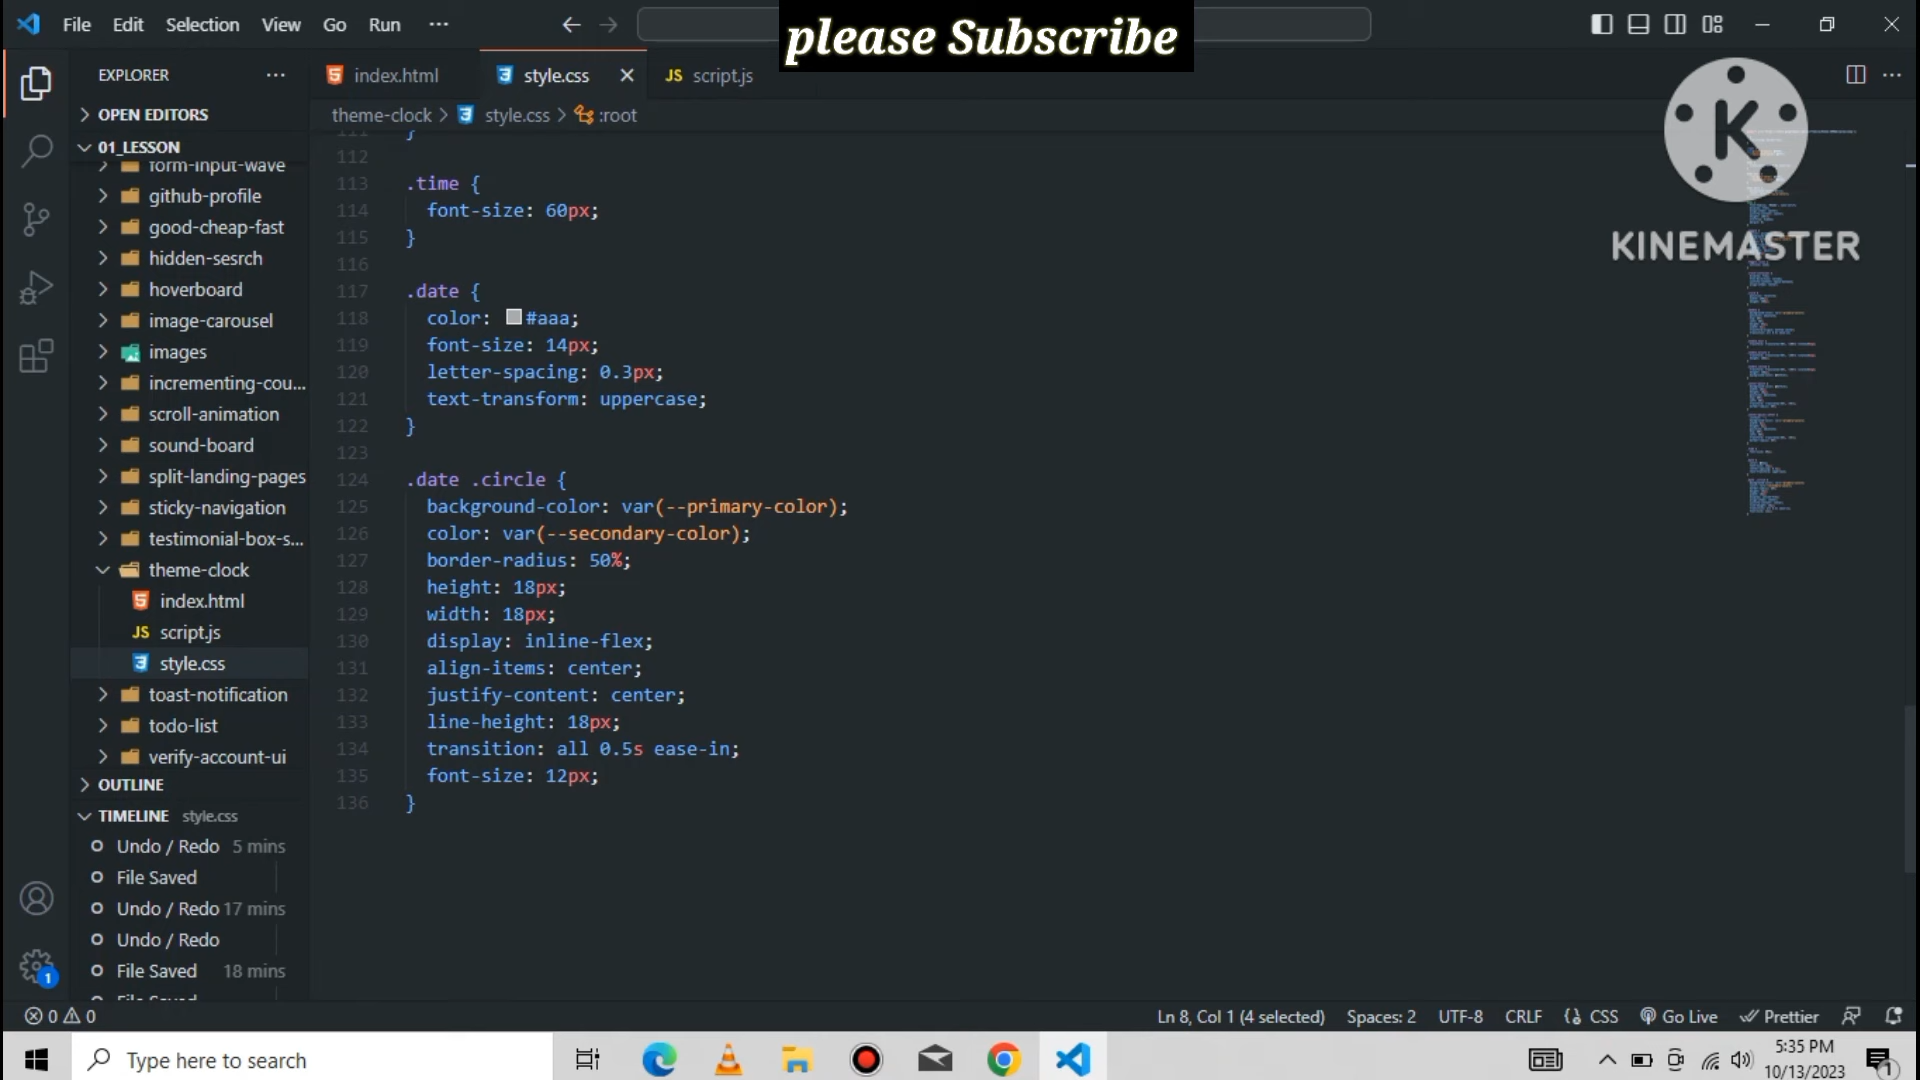 File Edit Selection View Go Run ···
please Subscribe
EXPLORER ···
index.html
style.css
JS script.js
OPEN EDITORS
theme-clock > style.css > :root
01_LESSON
form-input-wave
github-profile
good-cheap-fast
hidden-sesrch
hoverboard
image-carousel
images
incrementing-cou...
scroll-animation
sound-board
split-landing-pages
sticky-navigation
testimonial-box-s...
theme-clock
index.html
JS script.js
style.css
toast-notification
todo-list
verify-account-ui
OUTLINE
TIMELINE style.css
Undo / Redo 5 mins
File Saved
Undo / Redo 17 mins
Undo / Redo
File Saved 18 mins
File Saved
111 }
112
113 .time {
114 font-size: 60px;
115 }
116
117 .date {
118 color: #aaa;
119 font-size: 14px;
120 letter-spacing: 0.3px;
121 text-transform: uppercase;
122 }
123
124 .date .circle {
125 background-color: var(--primary-color);
126 color: var(--secondary-color);
127 border-radius: 50%;
128 height: 18px;
129 width: 18px;
130 display: inline-flex;
131 align-items: center;
132 justify-content: center;
133 line-height: 18px;
134 transition: all 0.5s ease-in;
135 font-size: 12px;
136 }
K
KINEMASTER
1
0 0
Ln 8, Col 1 (4 selected) Spaces: 2 UTF-8 CRLF CSS Go Live Prettier
Type here to search
5:35 PM
10/13/2023
1